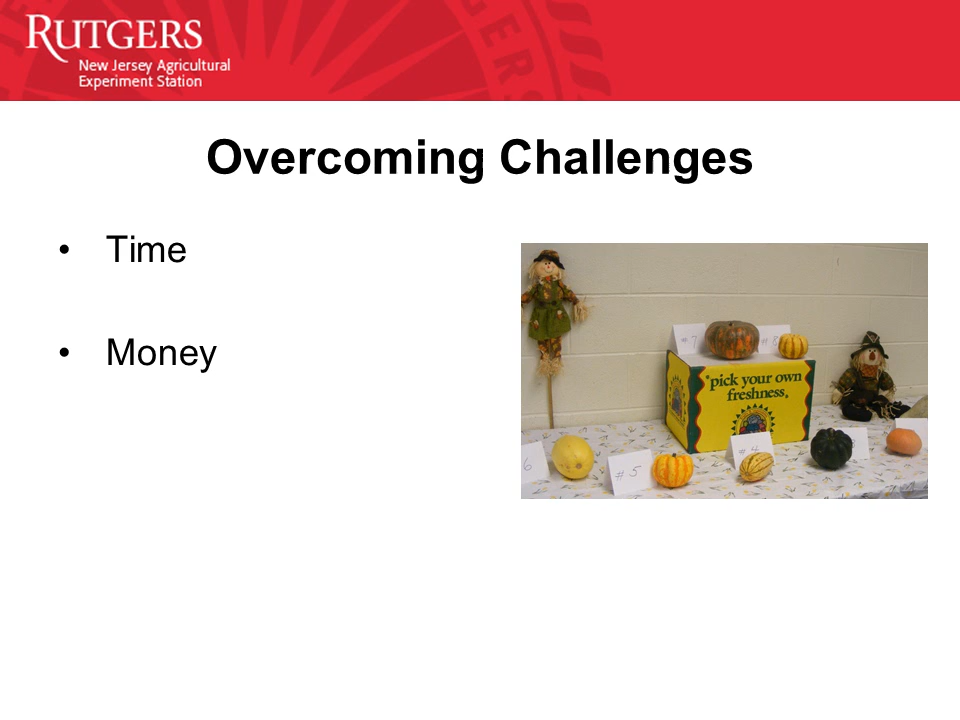 RUTGERS
New Jersey Agricultural
Experiment Station
Overcoming Challenges
• Time
• Money
#7
#8
pick your own
freshness
6
#5
#4